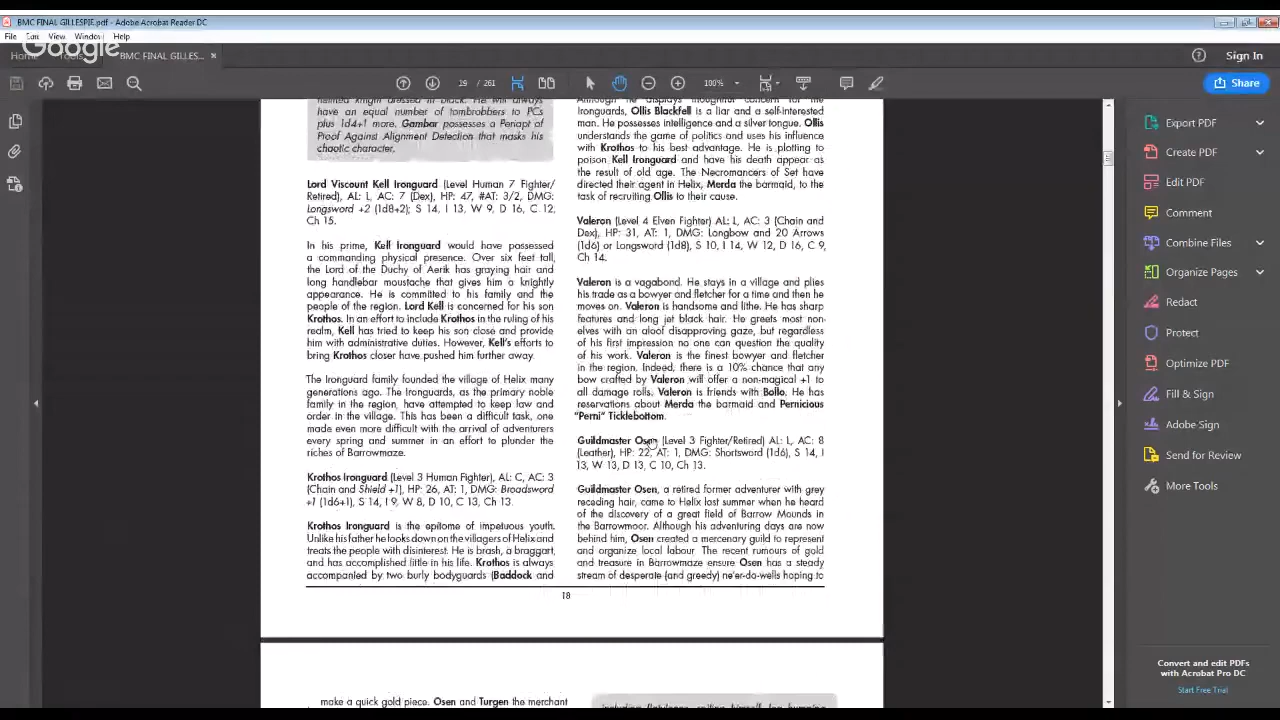 BMC FINAL GILLESPIE.pdf - Adobe Acrobat Reader DC
File Edit View Window Help
Google
Home Tools BMC FINAL GILLES... ×
Sign In
19 / 261
100%
Share
helmed knight dressed in black. He will always
have an equal number of tombrobbers to PCs
plus 1d4+1 more. Gambar possesses a Periapt of
Proof Against Alignment Detection that masks his
chaotic character.
Lord Viscount Kell Ironguard (Level Human 7 Fighter/
Retired), AL: L, AC: 7 (Dex), HP: 47, #AT: 3/2, DMG:
Longsword +2 (1d8+2); S 14, I 13, W 9, D 16, C 12,
Ch 15.
In his prime, Kell Ironguard would have possessed
a commanding physical presence. Over six feet tall,
the Lord of the Duchy of Aerik has graying hair and
long handlebar moustache that gives him a knightly
appearance. He is committed to his family and the
people of the region. Lord Kell is concerned for his son
Krothos. In an effort to include Krothos in the ruling of his
realm, Kell has tried to keep his son close and provide
him with administrative duties. However, Kell's efforts to
bring Krothos closer have pushed him further away.
The Ironguard family founded the village of Helix many
generations ago. The Ironguards, as the primary noble
family in the region, have attempted to keep law and
order in the village. This has been a difficult task, one
made even more difficult with the arrival of adventurers
every spring and summer in an effort to plunder the
riches of Barrowmaze.
Krothos Ironguard (Level 3 Human Fighter), AL: C, AC: 3
(Chain and Shield +1), HP: 26, AT: 1, DMG: Broadsword
+1 (1d6+1), S 14, I 9, W 8, D 10, C 13, Ch 13.
Krothos Ironguard is the epitome of impetuous youth.
Unlike his father he looks down on the villagers of Helix and
treats the people with disinterest. He is brash, a braggart,
and has accomplished little in his life. Krothos is always
accompanied by two burly bodyguards (Baddock and
Although he displays thoughtful concern for the
Ironguards, Ollis Blackfell is a liar and a self-interested
man. He possesses intelligence and a silver tongue. Ollis
understands the game of politics and uses his influence
with Krothos to his best advantage. He is plotting to
poison Kell Ironguard and have his death appear as
the result of old age. The Necromancers of Set have
directed their agent in Helix, Merda the barmaid, to the
task of recruiting Ollis to their cause.
Valeron (Level 4 Elven Fighter) AL: L, AC: 3 (Chain and
Dex), HP: 31, AT: 1, DMG: Longbow and 20 Arrows
(1d6) or Longsword (1d8), S 10, I 14, W 12, D 16, C 9,
Ch 14.
Valeron is a vagabond. He stays in a village and plies
his trade as a bowyer and fletcher for a time and then he
moves on. Valeron is handsome and lithe. He has sharp
features and long jet black hair. He greets most non-
elves with an aloof disapproving gaze, but regardless
of his first impression no one can question the quality
of his work. Valeron is the finest bowyer and fletcher
in the region. Indeed, there is a 10% chance that any
bow crafted by Valeron will offer a non-magical +1 to
all damage rolls. Valeron is friends with Bollo. He has
reservations about Merda the barmaid and Pernicious
"Perni" Ticklebottom.
Guildmaster Osen (Level 3 Fighter/Retired) AL: L, AC: 8
(Leather), HP: 22, AT: 1, DMG: Shortsword (1d6), S 14, I
13, W 13, D 13, C 10, Ch 13.
Guildmaster Osen, a retired former adventurer with grey
receding hair, came to Helix last summer when he heard
of the discovery of a great field of Barrow Mounds in
the Barrowmoor. Although his adventuring days are now
behind him, Osen created a mercenary guild to represent
and organize local labour. The recent rumours of gold
and treasure in Barrowmaze ensure Osen has a steady
stream of desperate (and greedy) ne'er-do-wells hoping to
18
make a quick gold piece. Osen and Turgen the merchant
Export PDF
Create PDF
Edit PDF
Comment
Combine Files
Organize Pages
Redact
Protect
Optimize PDF
Fill & Sign
Adobe Sign
Send for Review
More Tools
Convert and edit PDFs
with Acrobat Pro DC
Start Free Trial